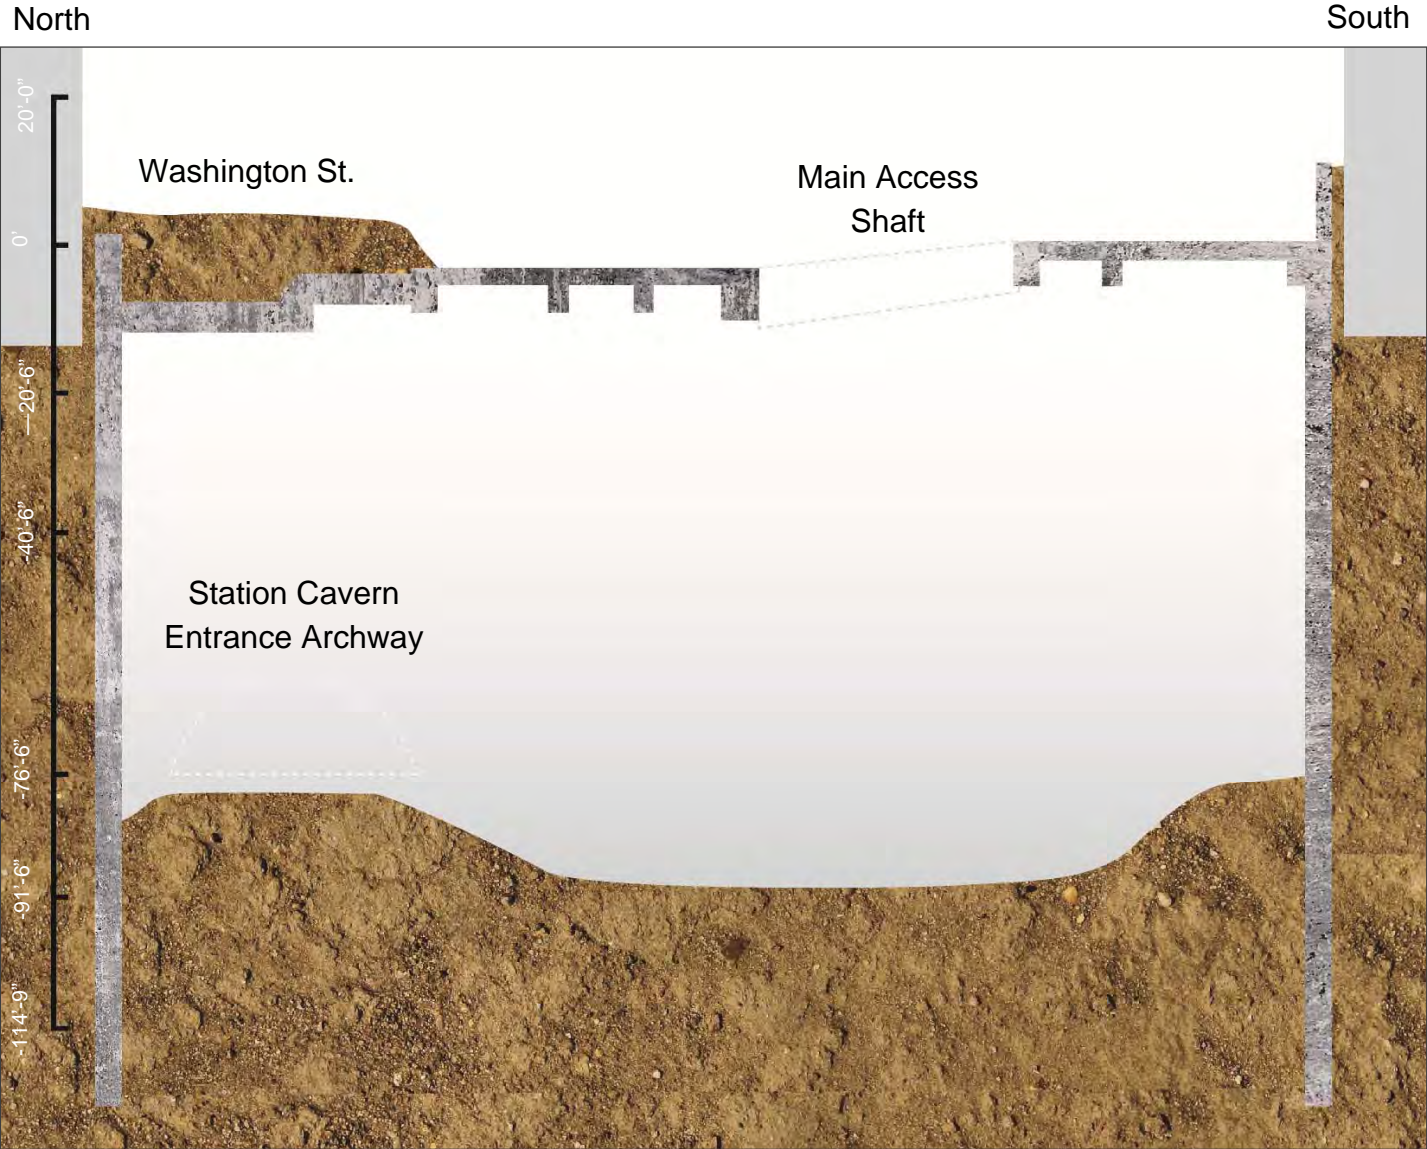 North
South
20'-0"
Washington St.
Main Access
Shaft
0'
—20'-6"
-40'-6"
Station Cavern
Entrance Archway
-76'-6"
-91'-6"
-114'-9"